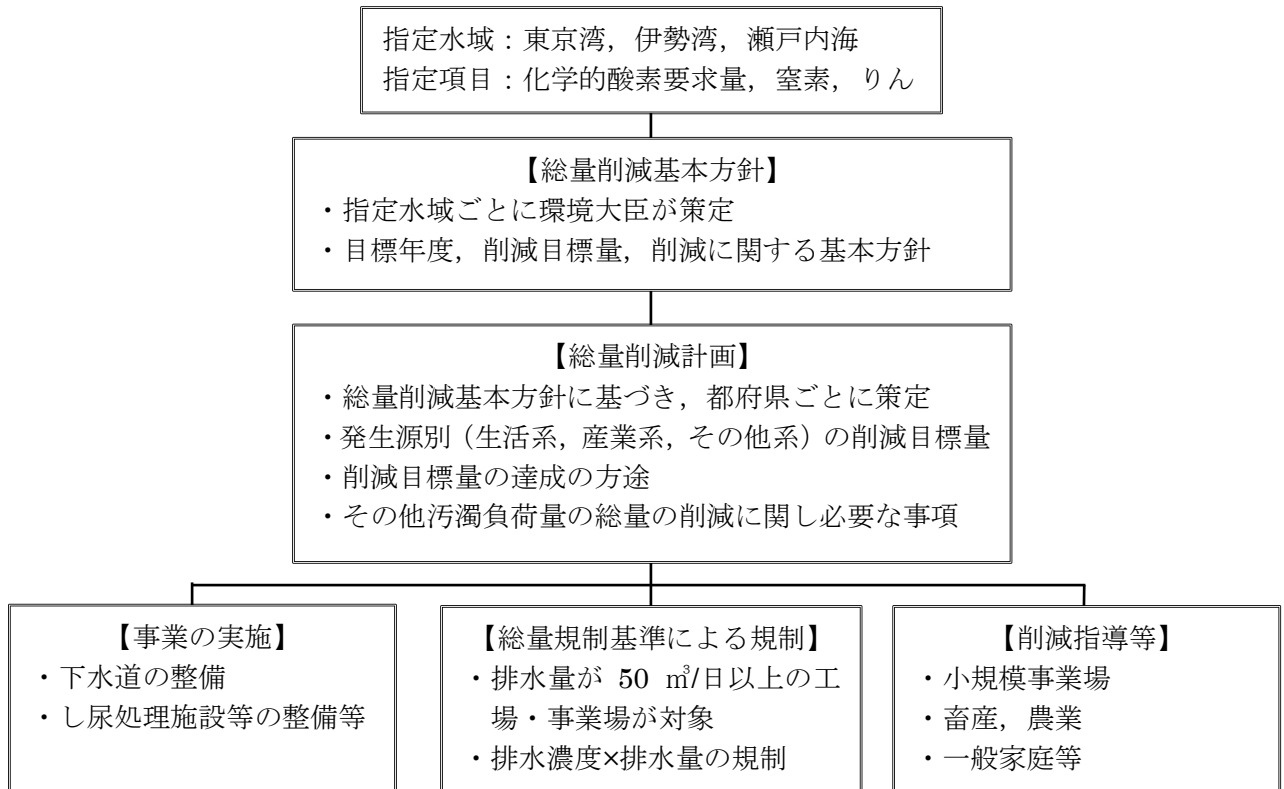 指定水域：東京湾，伊勢湾，瀬戸内海
指定項目：化学的酸素要求量，窒素，りん
【総量削減基本方針】
・指定水域ごとに環境大臣が策定
・目標年度，削減目標量，削減に関する基本方針
【総量削減計画】
・総量削減基本方針に基づき，都府県ごとに策定
・発生源別（生活系，産業系，その他系）の削減目標量
・削減目標量の達成の方途
・その他汚濁負荷量の総量の削減に関し必要な事項
【事業の実施】
・下水道の整備
・し尿処理施設等の整備等
【総量規制基準による規制】
・排水量が 50 ㎥/日以上の工
場・事業場が対象
・排水濃度×排水量の規制
【削減指導等】
・小規模事業場
・畜産，農業
・一般家庭等